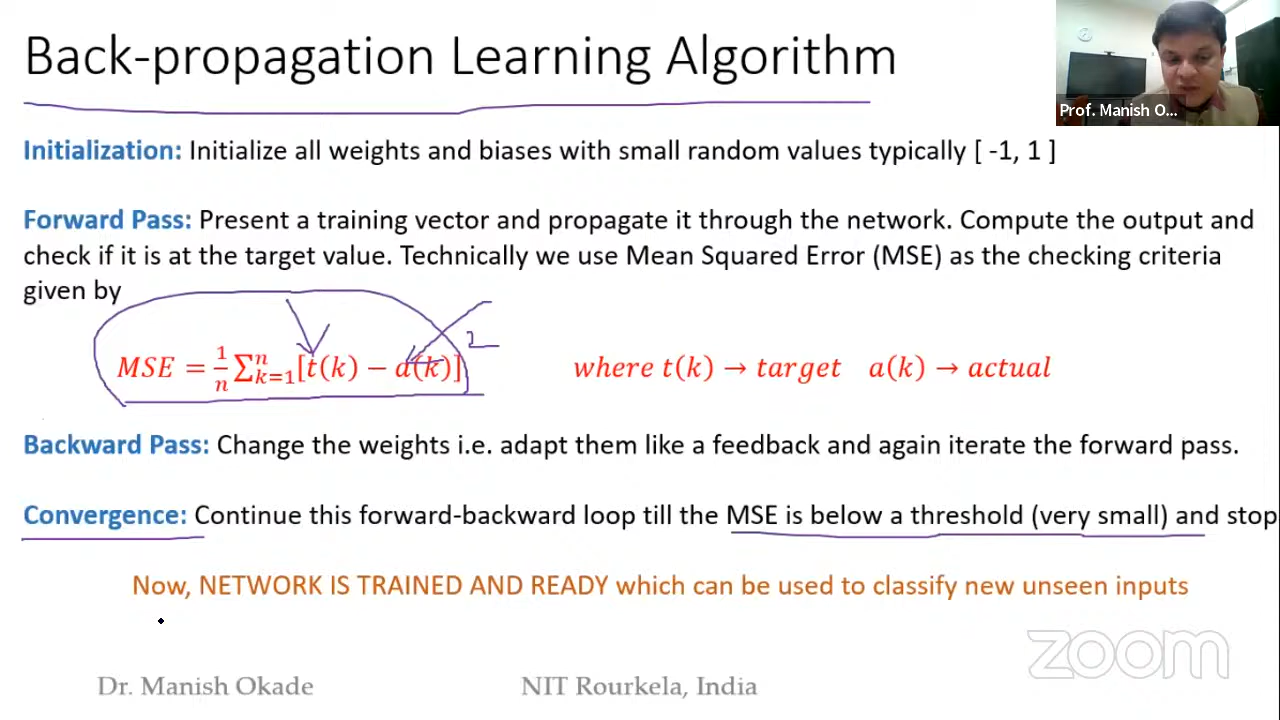 Back-propagation Learning Algorithm
Prof. Manish O...
Initialization: Initialize all weights and biases with small random values typically [ -1, 1 ]
Forward Pass: Present a training vector and propagate it through the network. Compute the output and
check if it is at the target value. Technically we use Mean Squared Error (MSE) as the checking criteria
given by
MSE = \frac{1}{n} \sum_{k=1}^{n} [t(k) − a(k)]^2 where t(k) → target a(k) → actual
Backward Pass: Change the weights i.e. adapt them like a feedback and again iterate the forward pass.
Convergence: Continue this forward-backward loop till the MSE is below a threshold (very small) and stop
Now, NETWORK IS TRAINED AND READY which can be used to classify new unseen inputs
zoom
Dr. Manish Okade NIT Rourkela, India